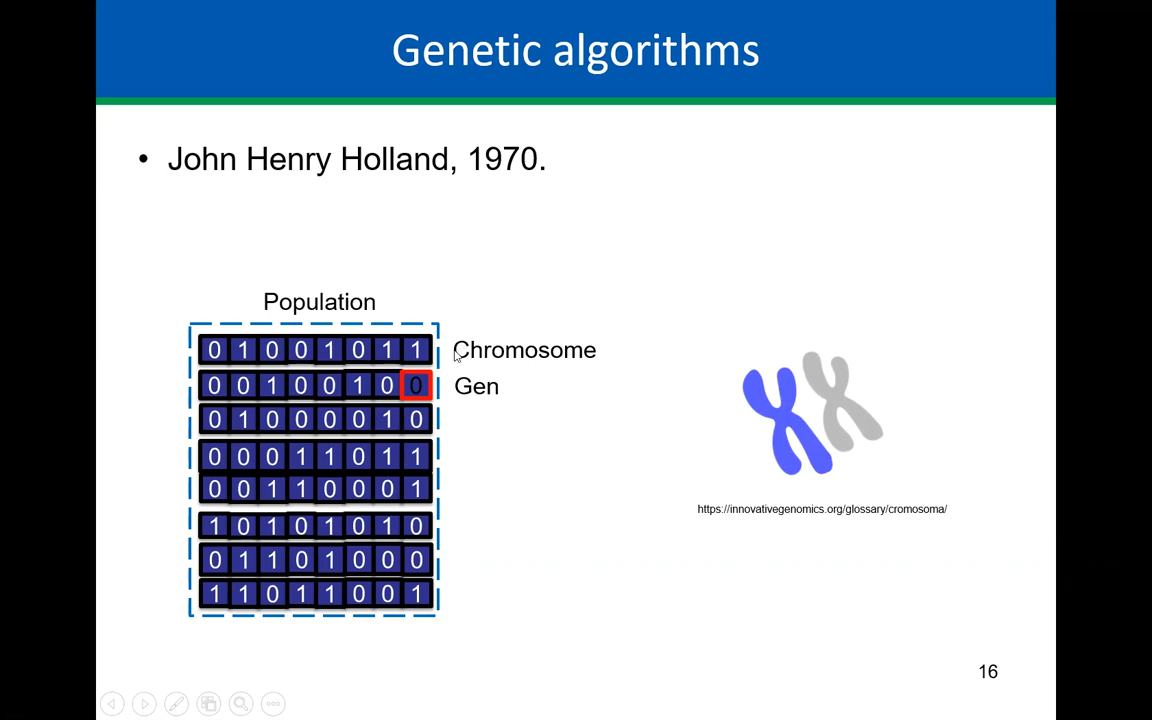 Genetic algorithms
• John Henry Holland, 1970.
Population
0 1 0 0 1 0 1 1 Chromosome
0 0 1 0 0 1 0 0 Gen
0 1 0 0 0 0 1 0
0 0 0 1 1 0 1 1
0 0 1 1 0 0 0 1
1 0 1 0 1 0 1 0
0 1 1 0 1 0 0 0
1 1 0 1 1 0 0 1
https://innovativegenomics.org/glossary/cromosoma/
16